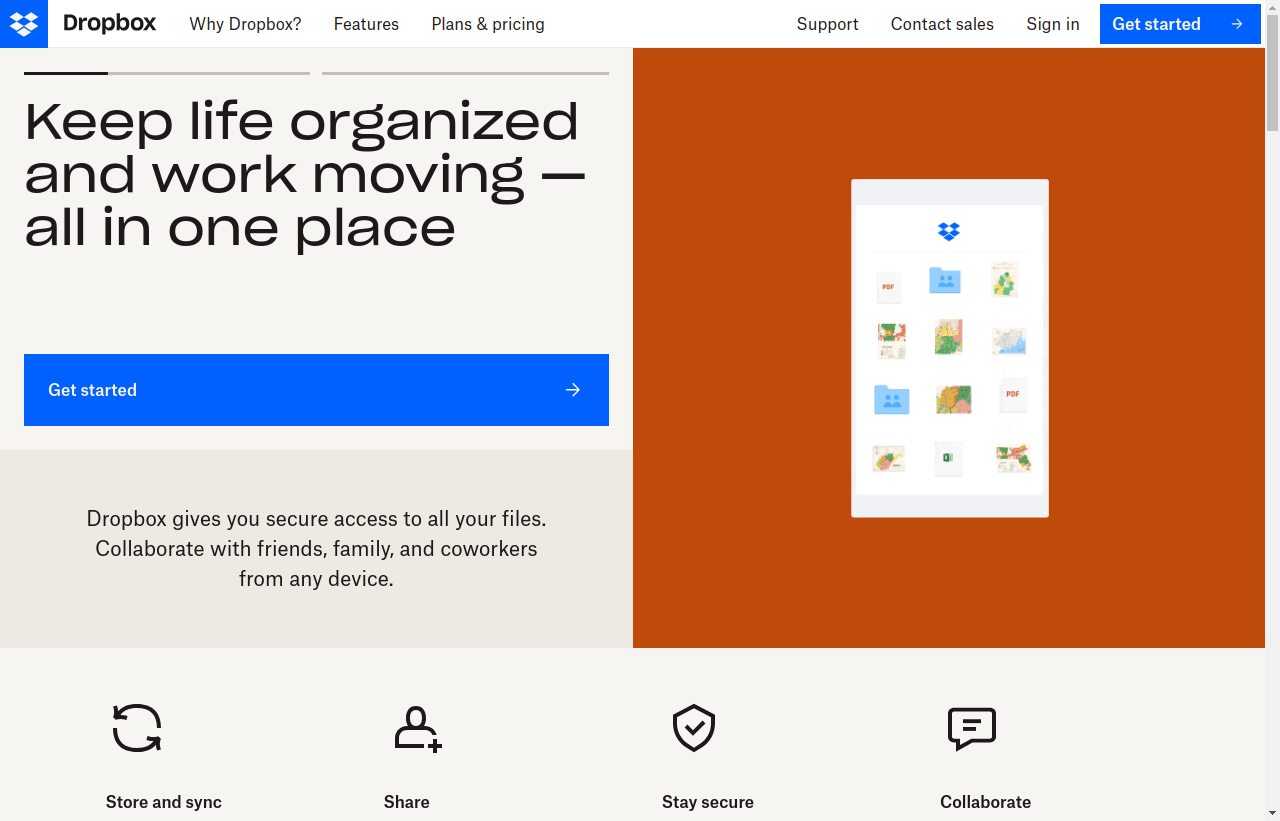 Dropbox
Why Dropbox?
Features
Plans & pricing
Support
Contact sales
Sign in
Get started
Keep life organized
and work moving —
all in one place
Get started
Dropbox gives you secure access to all your files.
Collaborate with friends, family, and coworkers
from any device.
PDF
PDF
Store and sync
Share
Stay secure
Collaborate